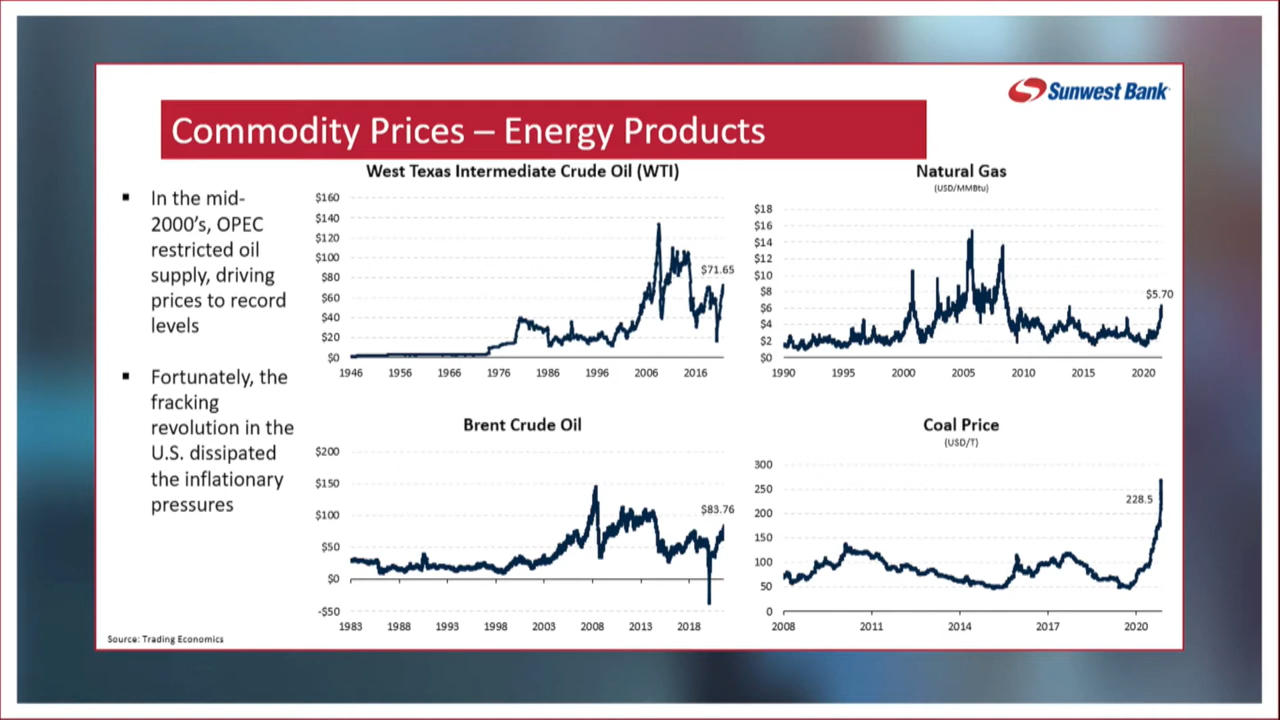 Sunwest Bank
Commodity Prices – Energy Products
In the mid-
2000's, OPEC
restricted oil
supply, driving
prices to record
levels
Fortunately, the
fracking
revolution in the
U.S. dissipated
the inflationary
pressures
West Texas Intermediate Crude Oil (WTI)
$160
$140
$120
$100
$80
$60
$40
$20
$0
$71.65
1946 1956 1966 1976 1986 1996 2006 2016
Natural Gas
(USD/MMBtu)
$18
$16
$14
$12
$10
$8
$6
$4
$2
$0
$5.70
1990 1995 2000 2005 2010 2015 2020
Brent Crude Oil
$200
$150
$100
$50
$0
-$50
$83.76
1983 1988 1993 1998 2003 2008 2013 2018
Coal Price
(USD/T)
300
250
200
150
100
50
0
228.5
2008 2011 2014 2017 2020
Source: Trading Economics